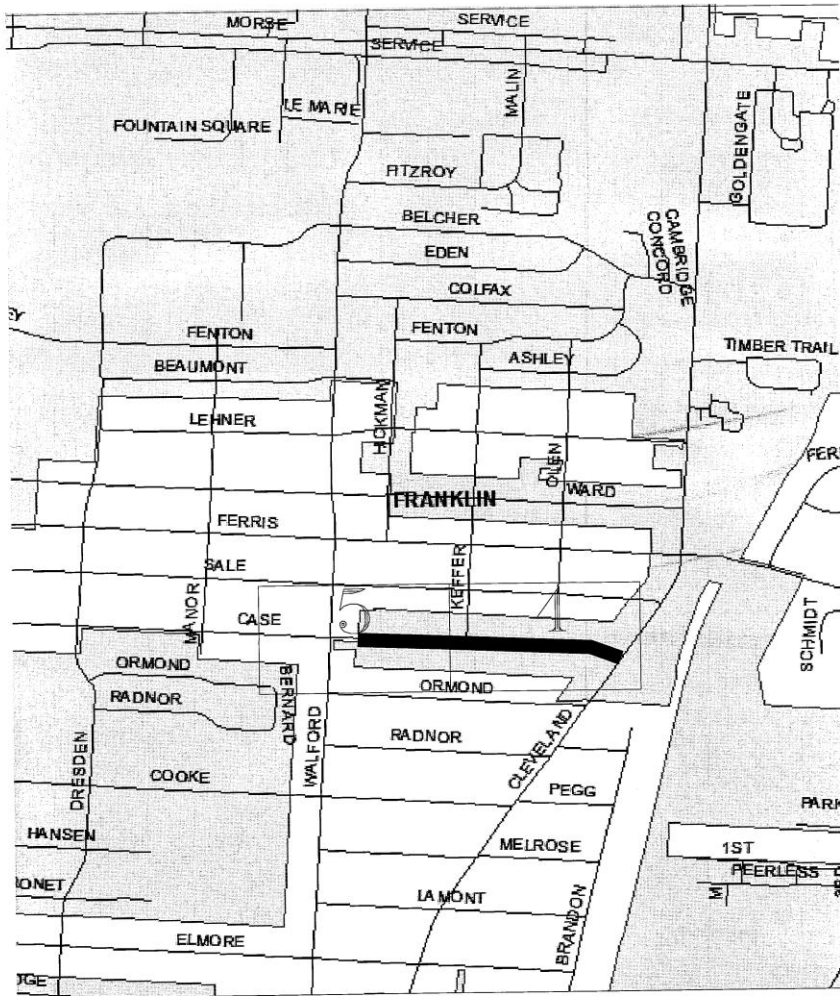 MORSE
SERVICE
SERVICE
MALIN
LE MARIE
FOUNTAIN SQUARE
GOLDENGATE
FITZROY
BELCHER
CAMBRIDGE
CONCORD
EDEN
COLFAX
FENTON
FENTON
TIMBER TRAIL
BEAUMONT
ASHLEY
HICKMAN
LEHNER
OLEN
WARD
FRANKLIN
FERRIS
SALE
KEFFER
MANOR
CASE
5
4
SCHMIDT
ORMOND
BERNARD
ORMOND
RADNOR
WALFORD
CLEVELAND
RADNOR
DRESDEN
COOKE
PEGG
PARK
HANSEN
MELROSE
1ST
PEERLESS
LAMONT
M
BRANDON
ELMORE